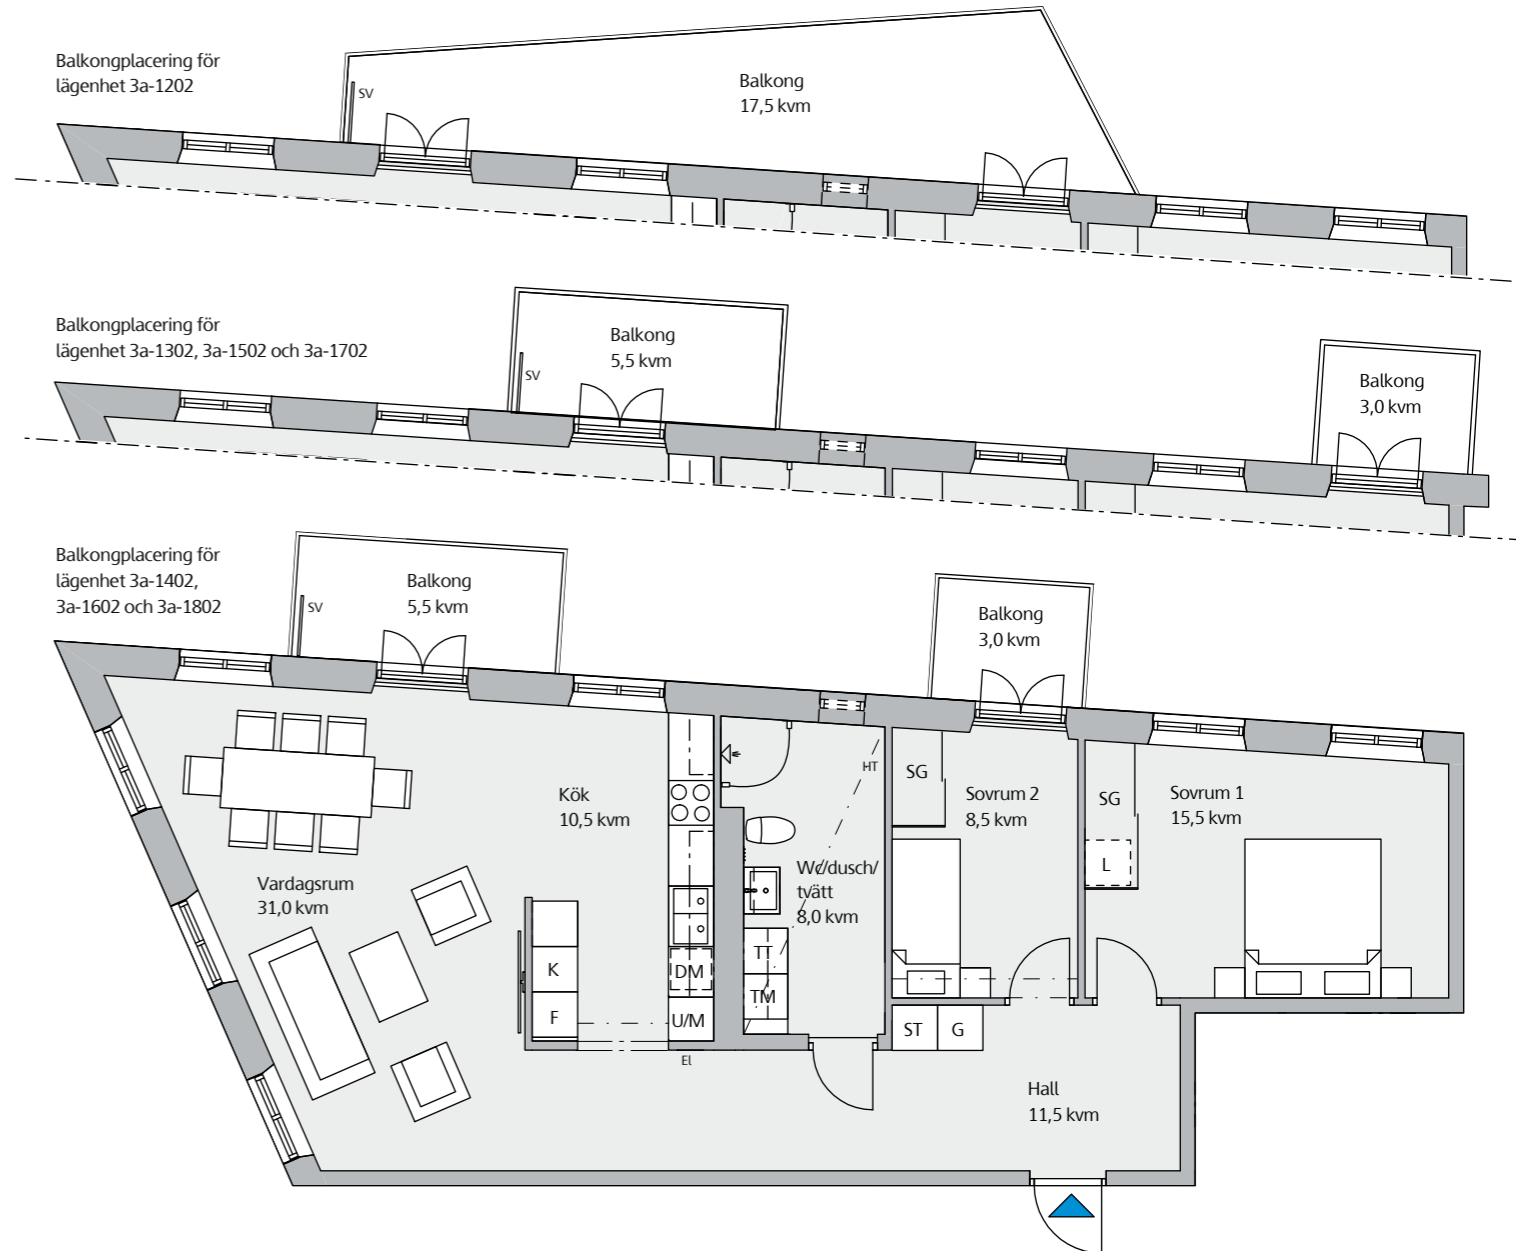 Balkongplacering för
lägenhet 3a-1202
SV
Balkong
17,5 kvm
Balkongplacering för
lägenhet 3a-1302, 3a-1502 och 3a-1702
SV
Balkong
5,5 kvm
Balkong
3,0 kvm
Balkongplacering för
lägenhet 3a-1402,
3a-1602 och 3a-1802
SV
Balkong
5,5 kvm
Balkong
3,0 kvm
Kök
10,5 kvm
HT
SG
Sovrum 2
8,5 kvm
SG
L
Sovrum 1
15,5 kvm
Vardagsrum
31,0 kvm
Wc/dusch/
tvätt
8,0 kvm
K
F
DM
U/M
El
TT
TM
ST
G
Hall
11,5 kvm